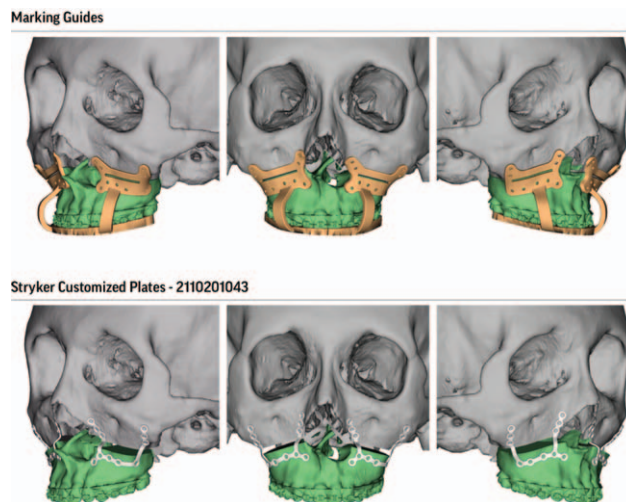 Marking Guides
Stryker Customized Plates - 2110201043